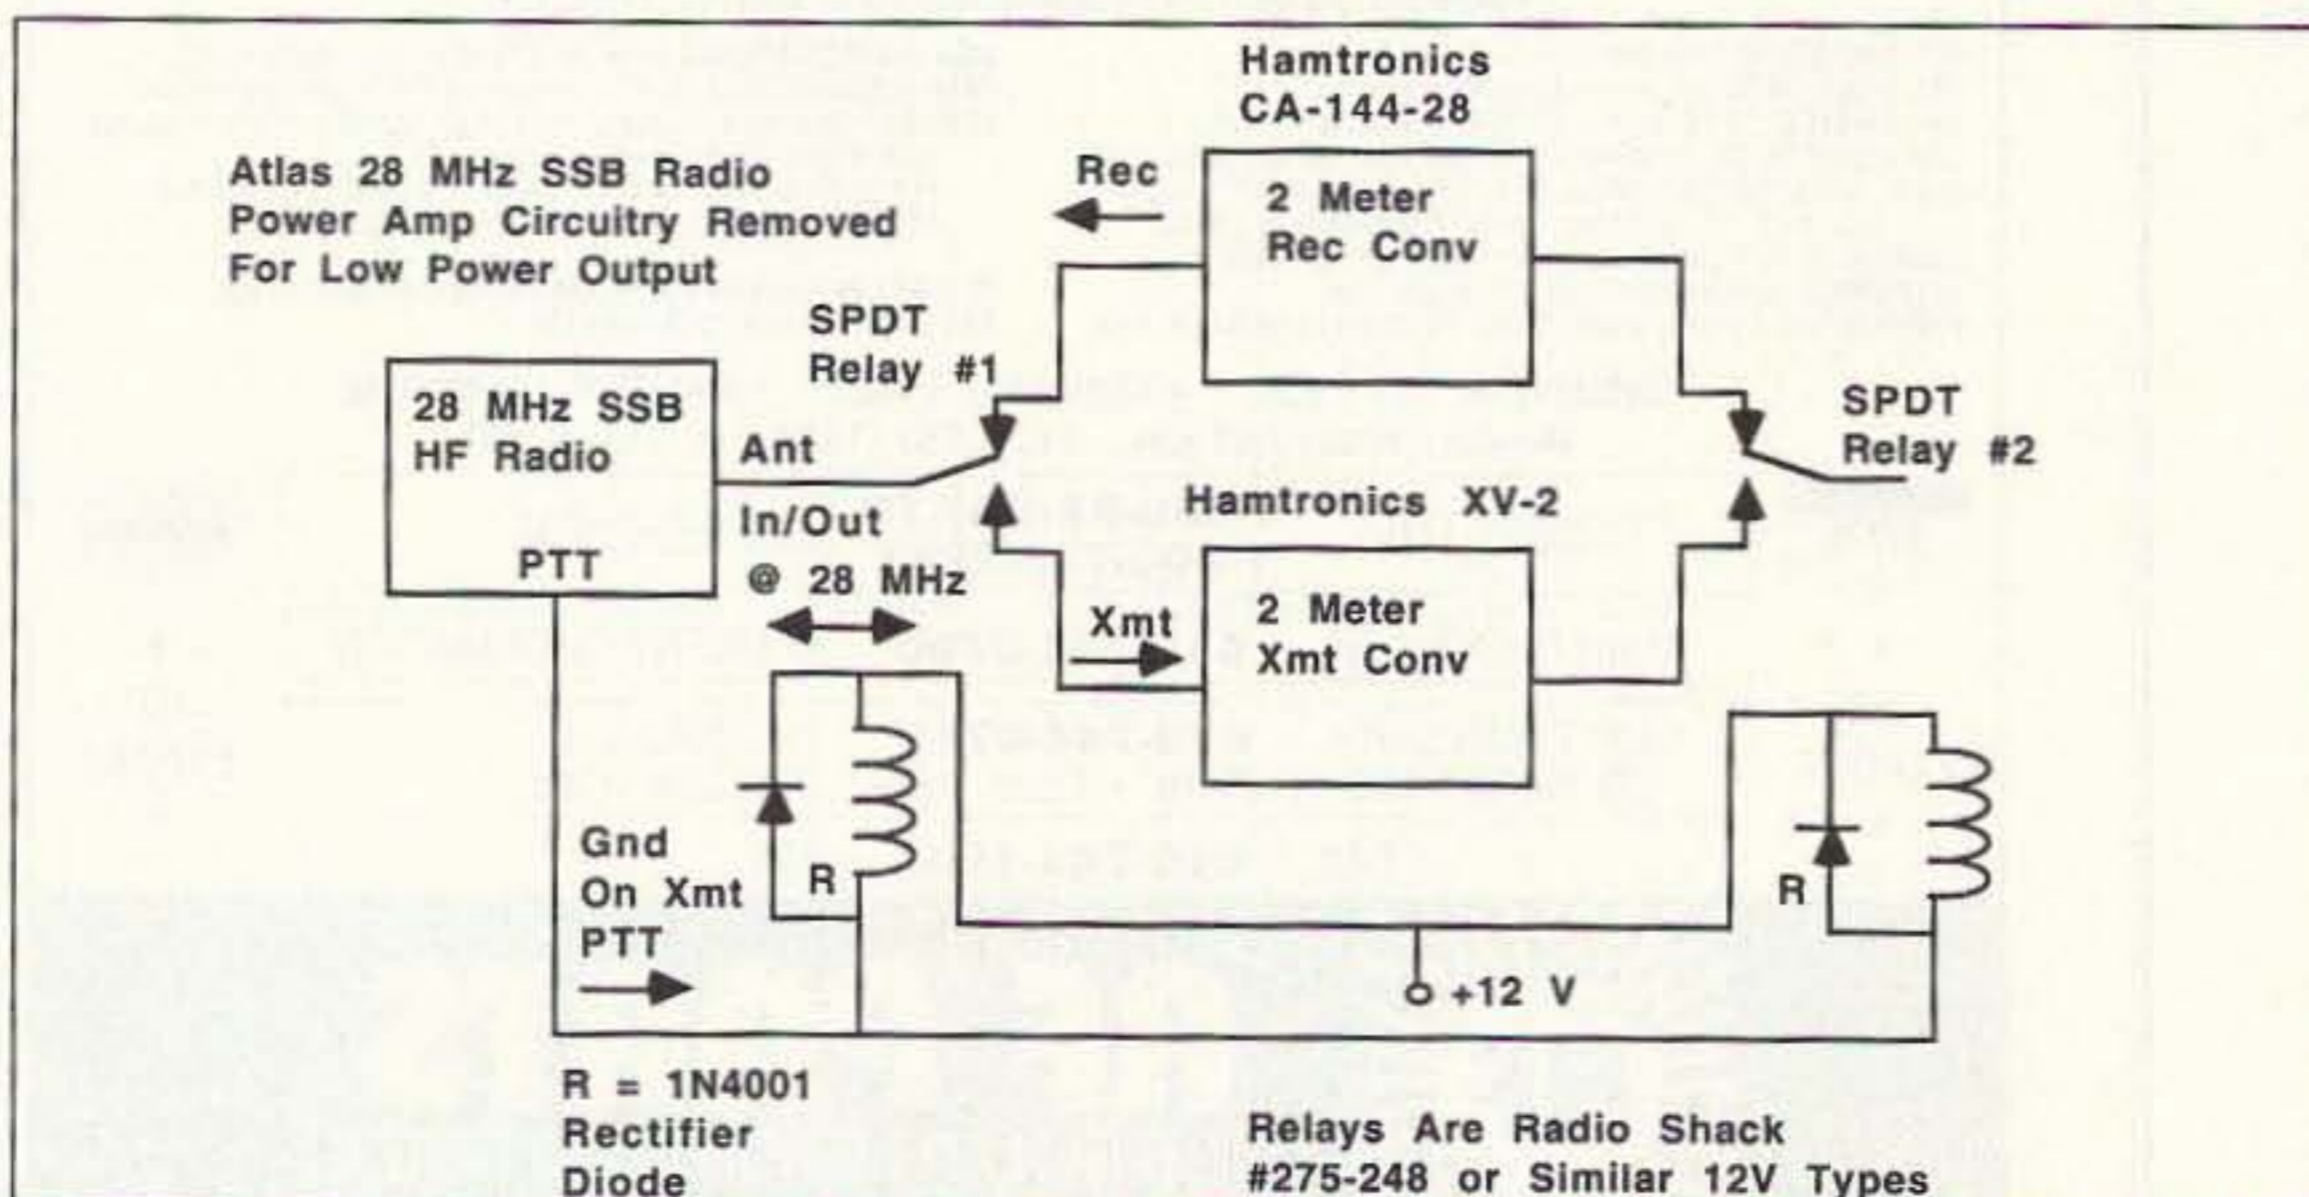 Hamtronics
CA-144-28
Atlas 28 MHz SSB Radio
Power Amp Circuitry Removed
For Low Power Output
Rec
2 Meter
Rec Conv
SPDT
Relay #1
28 MHz SSB
HF Radio
PTT
Ant
In/Out
@ 28 MHz
SPDT
Relay #2
Hamtronics XV-2
Xmt
2 Meter
Xmt Conv
Gnd
On Xmt
PTT
R
R
+12 V
R = 1N4001
Rectifier
Diode
Relays Are Radio Shack
#275-248 or Similar 12V Types